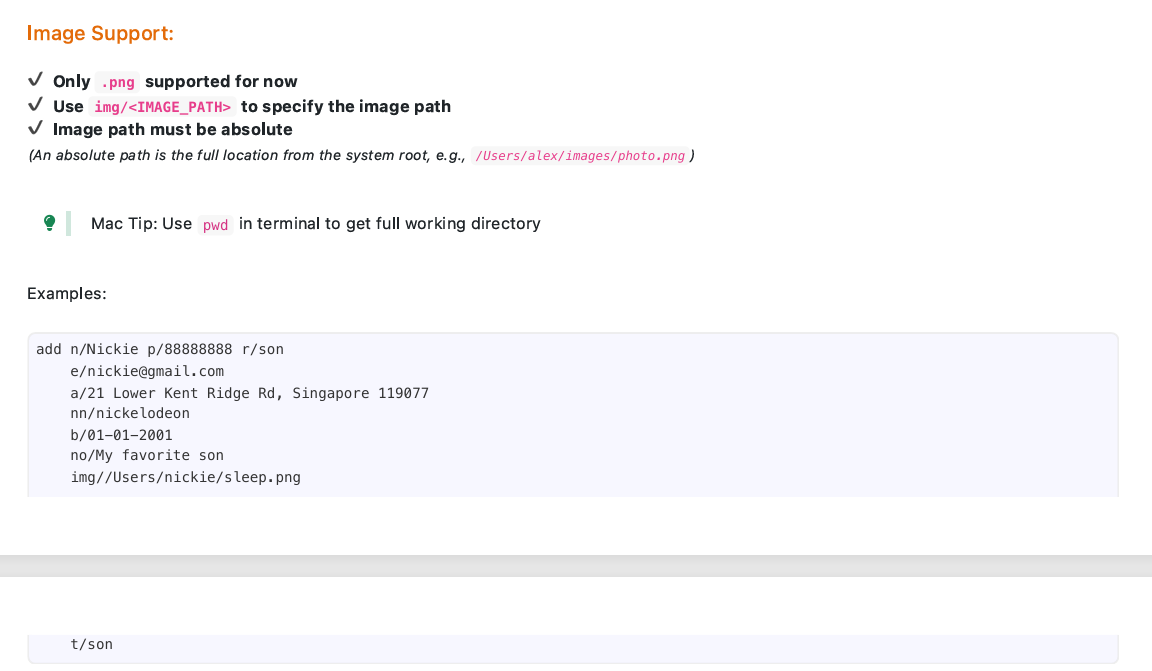 Image Support:
✓ Only .png supported for now
✓ Use img/<IMAGE_PATH> to specify the image path
✓ Image path must be absolute
(An absolute path is the full location from the system root, e.g., /Users/alex/images/photo.png )
Mac Tip: Use pwd in terminal to get full working directory
Examples:
add n/Nickie p/88888888 r/son
    e/nickie@gmail.com
    a/21 Lower Kent Ridge Rd, Singapore 119077
    nn/nickelodeon
    b/01-01-2001
    no/My favorite son
    img//Users/nickie/sleep.png
    t/son